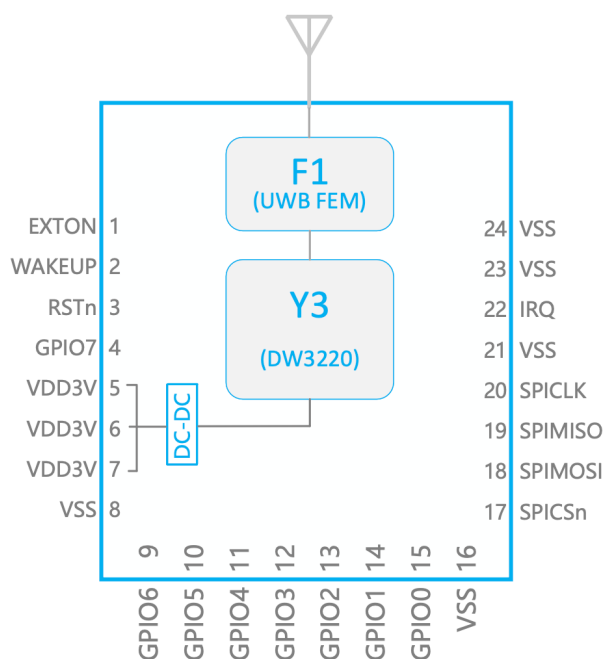 F1
(UWB FEM)
Y3
(DW3220)
DC-DC
EXTON 1
WAKEUP 2
RSTn 3
GPIO7 4
VDD3V 5
VDD3V 6
VDD3V 7
VSS 8
9 GPIO6
10 GPIO5
11 GPIO4
12 GPIO3
13 GPIO2
14 GPIO1
15 GPIO0
16 VSS
24 VSS
23 VSS
22 IRQ
21 VSS
20 SPICLK
19 SPIMISO
18 SPIMOSI
17 SPICSn